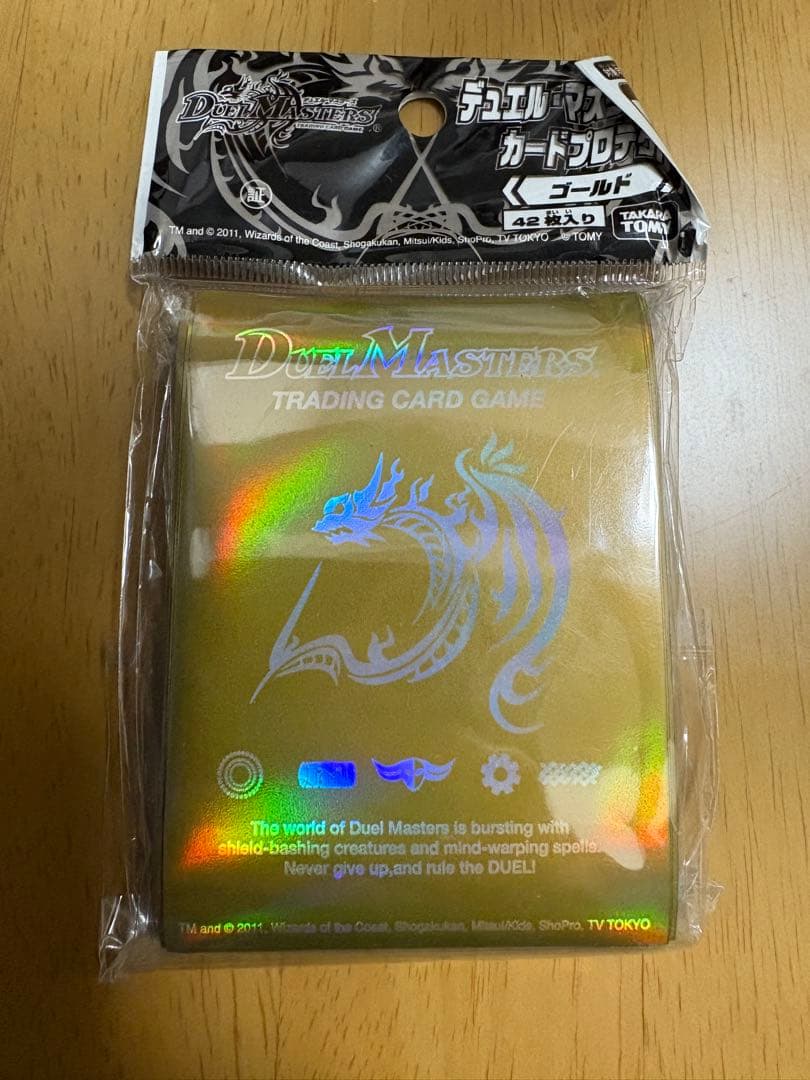 DUEL MASTERS
TRADING CARD GAME
デュエル・マス
カードプロテ
ゴールド
42枚入り
証
TAKARA
TOMY
TM and © 2011, Wizards of the Coast, Shogakukan, Mitsui/Kids, ShoPro, TV TOKYO © TOMY
DUEL MASTERS
TRADING CARD GAME
The world of Duel Masters is bursting with
shield-bashing creatures and mind-warping spells.
Never give up,and rule the DUEL!
TM and © 2011, Wizards of the Coast, Shogakukan, Mitsui/Kids, ShoPro, TV TOKYO